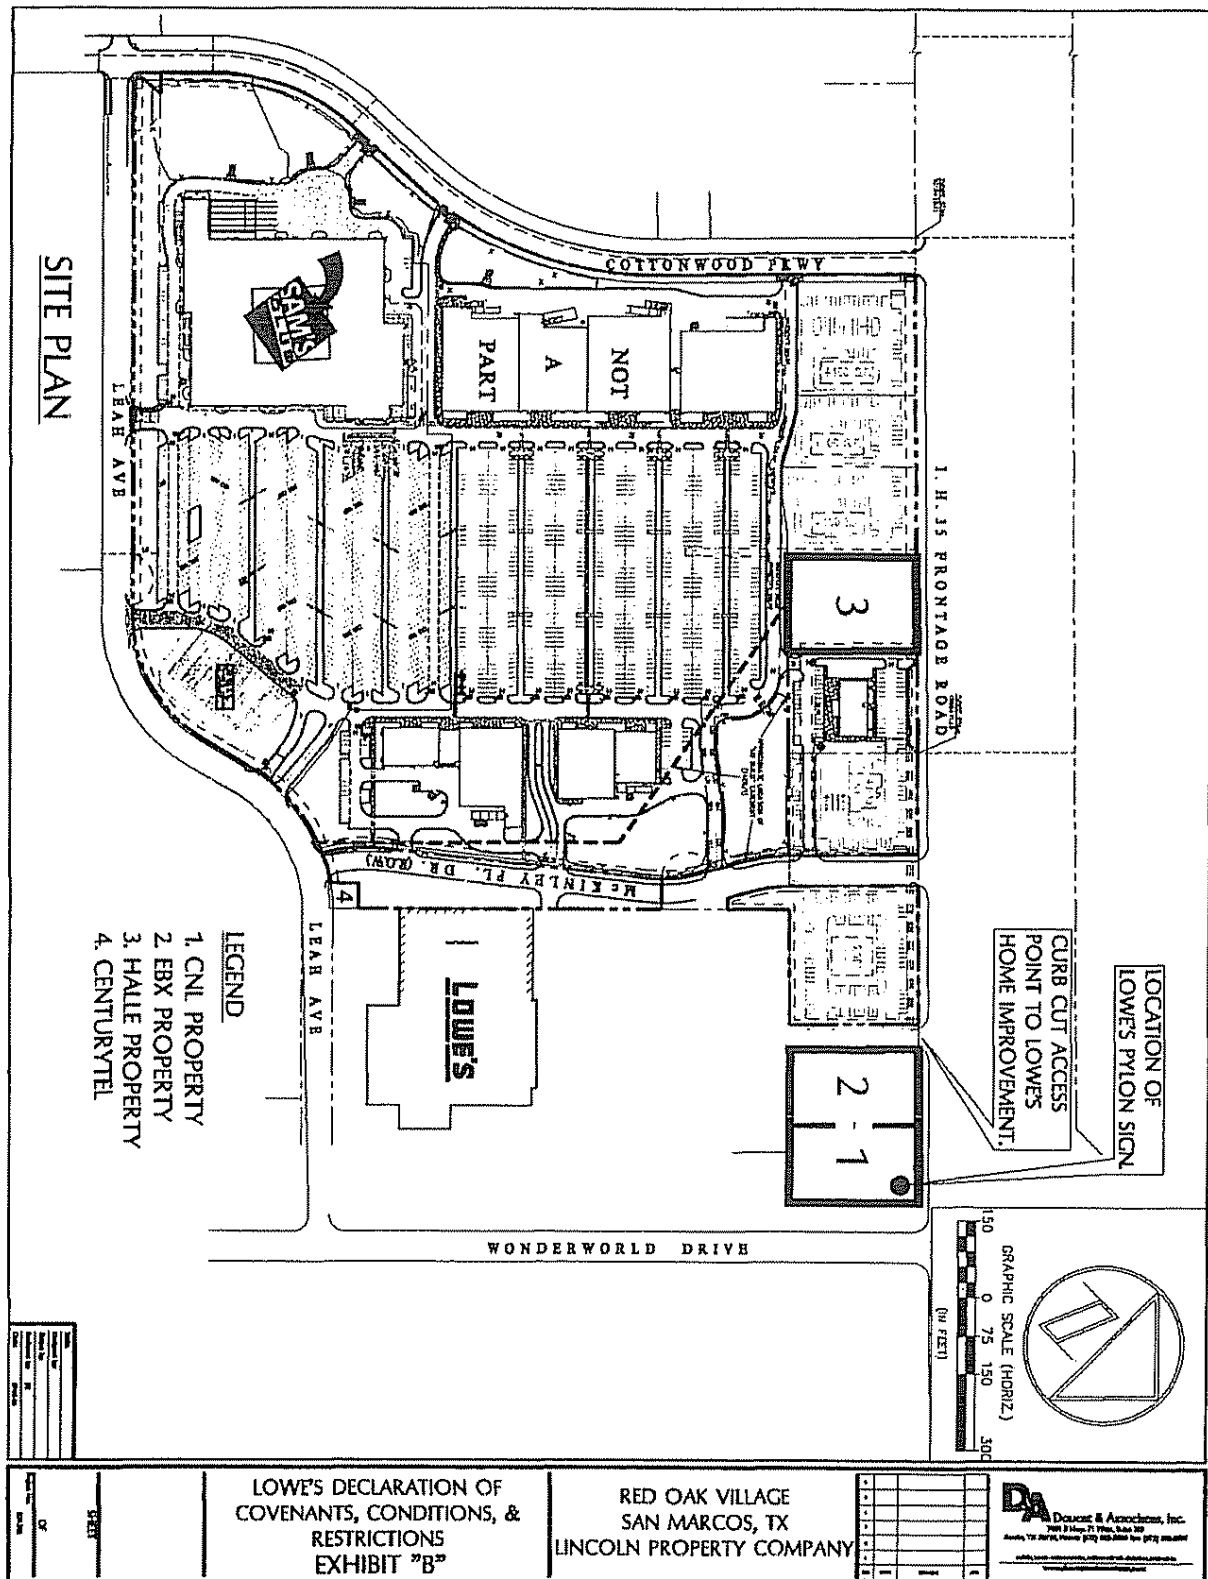 SITE PLAN
LEAH AVE
COTTONWOOD PKWY
SAMS
CLUB
NOT
A
PART
I. H. 35 FRONTAGE ROAD
3
McKINLEY PL. DR. (R.O.W)
4
LEAH AVE
LOWE'S
2
1
WONDERWORLD DRIVE
LOCATION OF
LOWE'S PYLON SIGN.
CURB CUT ACCESS
POINT TO LOWE'S
HOME IMPROVEMENT.
LEGEND
1. CNL PROPERTY
2 EBX PROPERTY
3. HALLE PROPERTY
4. CENTURYTEL
GRAPHIC SCALE (HORIZ.)
150 0 75 150 300
(IN FEET)
LOWE'S DECLARATION OF
COVENANTS, CONDITIONS, &
RESTRICTIONS
EXHIBIT "B"
RED OAK VILLAGE
SAN MARCOS, TX
LINCOLN PROPERTY COMPANY
Doucet & Associates, Inc.
SHEET
OF